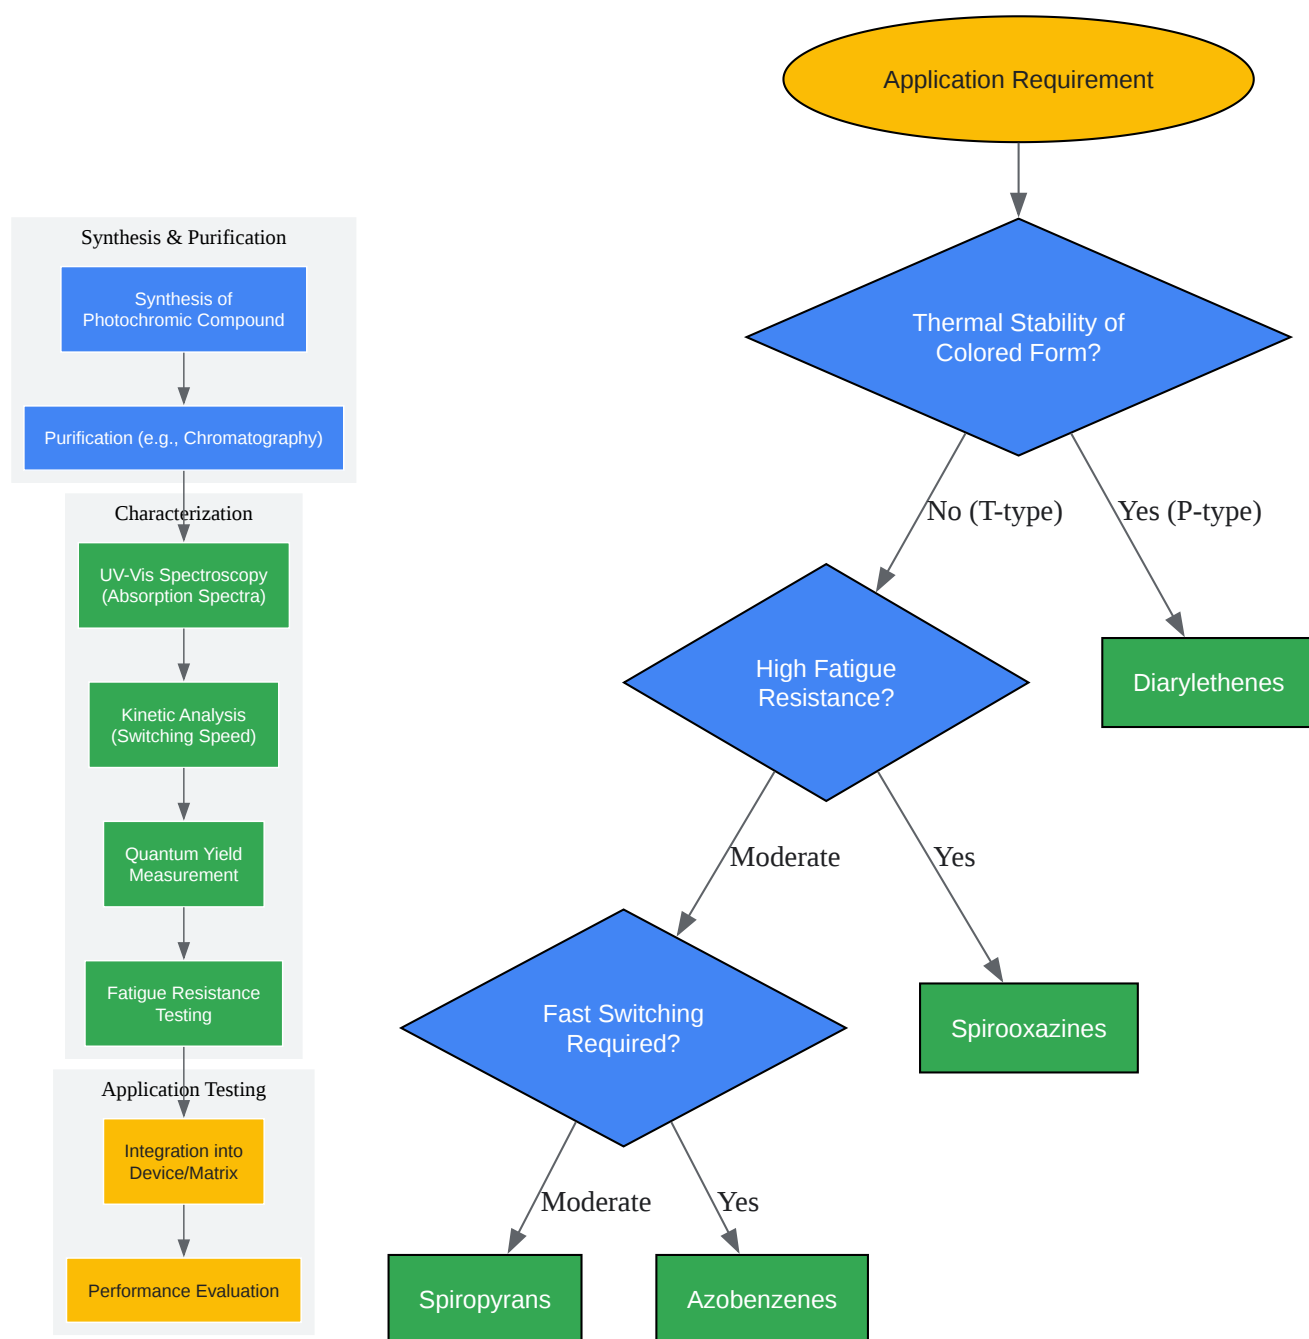 Synthesis & Purification
Synthesis of
Photochromic Compound
Purification (e.g., Chromatography)
Characterization
UV-Vis Spectroscopy
(Absorption Spectra)
Kinetic Analysis
(Switching Speed)
Quantum Yield
Measurement
Fatigue Resistance
Testing
Application Testing
Integration into
Device/Matrix
Performance Evaluation
Application Requirement
Thermal Stability of
Colored Form?
No (T-type)
Yes (P-type)
High Fatigue
Resistance?
Diarylethenes
Moderate
Yes
Fast Switching
Required?
Spirooxazines
Moderate
Yes
Spiropyrans
Azobenzenes